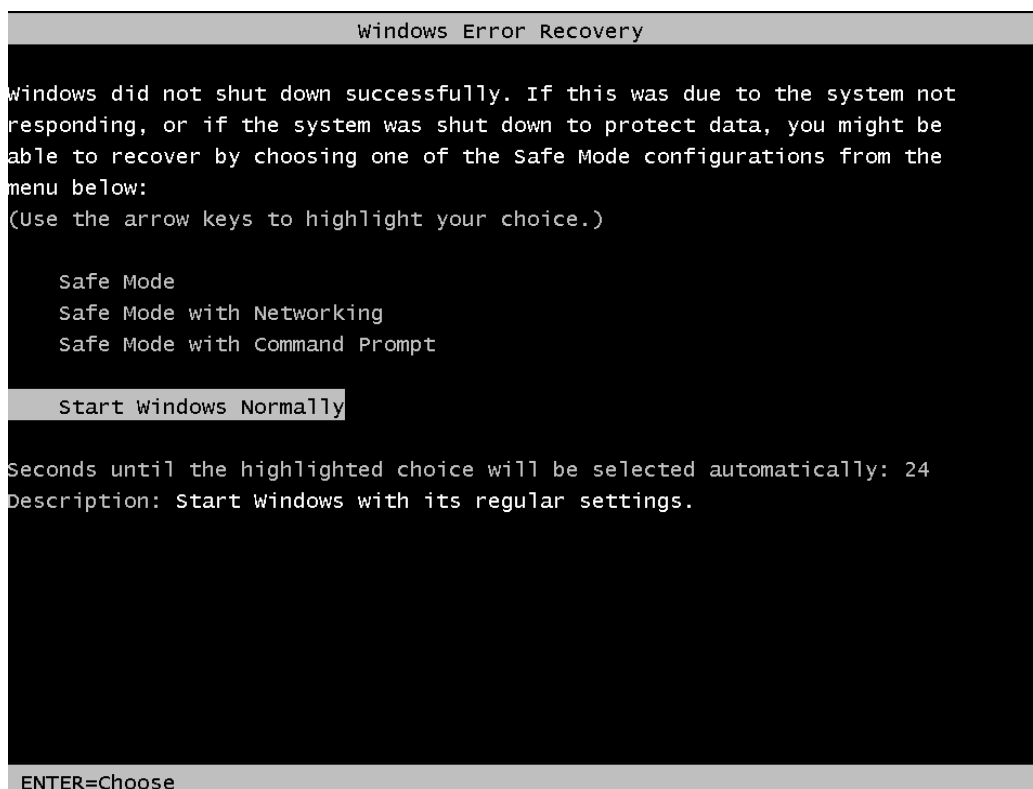 Windows Error Recovery
Windows did not shut down successfully. If this was due to the system not
responding, or if the system was shut down to protect data, you might be
able to recover by choosing one of the Safe Mode configurations from the
menu below:
(Use the arrow keys to highlight your choice.)
Safe Mode
Safe Mode with Networking
Safe Mode with Command Prompt
Start Windows Normally
Seconds until the highlighted choice will be selected automatically: 24
Description: Start Windows with its regular settings.
ENTER=Choose